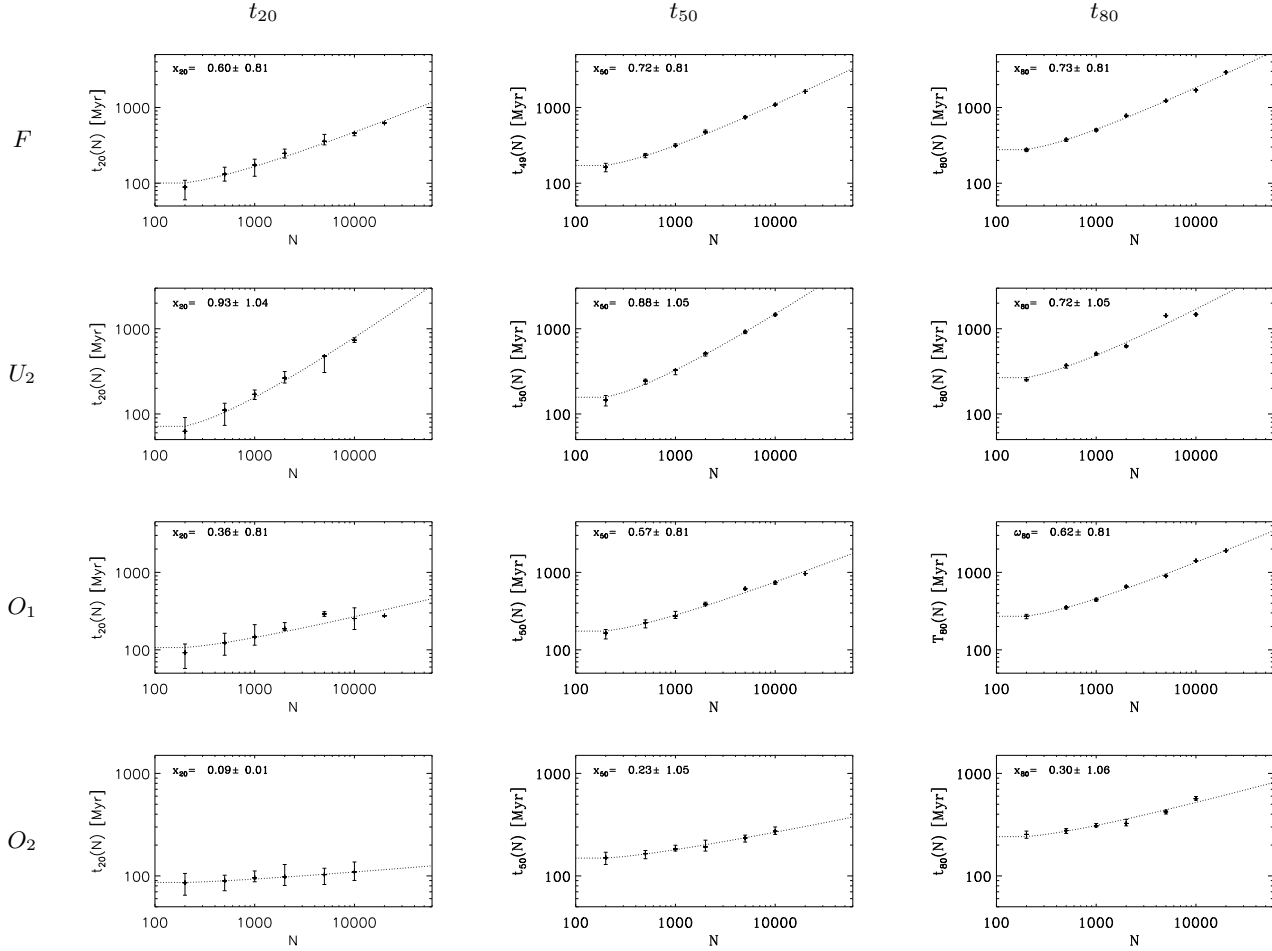 t20 t50 t80
F
x20= 0.60± 0.81
t20(N) [Myr]
1000
100
100 1000 10000
N
x50= 0.72± 0.81
t49(N) [Myr]
1000
100
100 1000 10000
N
x80= 0.73± 0.81
t80(N) [Myr]
1000
100
100 1000 10000
N
U2
x20= 0.93± 1.04
t20(N) [Myr]
1000
100
100 1000 10000
N
x50= 0.88± 1.05
t50(N) [Myr]
1000
100
100 1000 10000
N
x80= 0.72± 1.05
t80(N) [Myr]
1000
100
100 1000 10000
N
O1
x20= 0.36± 0.81
t20(N) [Myr]
1000
100
100 1000 10000
N
x50= 0.57± 0.81
t50(N) [Myr]
1000
100
100 1000 10000
N
ω80= 0.62± 0.81
T80(N) [Myr]
1000
100
100 1000 10000
N
O2
x20= 0.09± 0.01
t20(N) [Myr]
1000
100
100 1000 10000
N
x50= 0.23± 1.05
t50(N) [Myr]
1000
100
100 1000 10000
N
x80= 0.30± 1.06
t80(N) [Myr]
1000
100
100 1000 10000
N